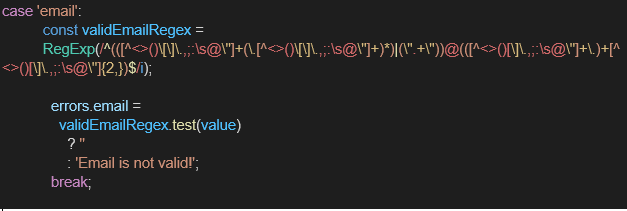 case 'email':
const validEmailRegex =
RegExp(/^(([^<>()\[\]\.,;:\s@\"]+(\.[^<>()\[\]\.,;:\s@\"]+)*)|(\".+\"))@(([^<>()[\]\.,;:\s@\"]+\.)+[^
<>()[\]\.,;:\s@\"]{2,})$/i);
errors.email =
validEmailRegex.test(value)
? ''
: 'Email is not valid!';
break;